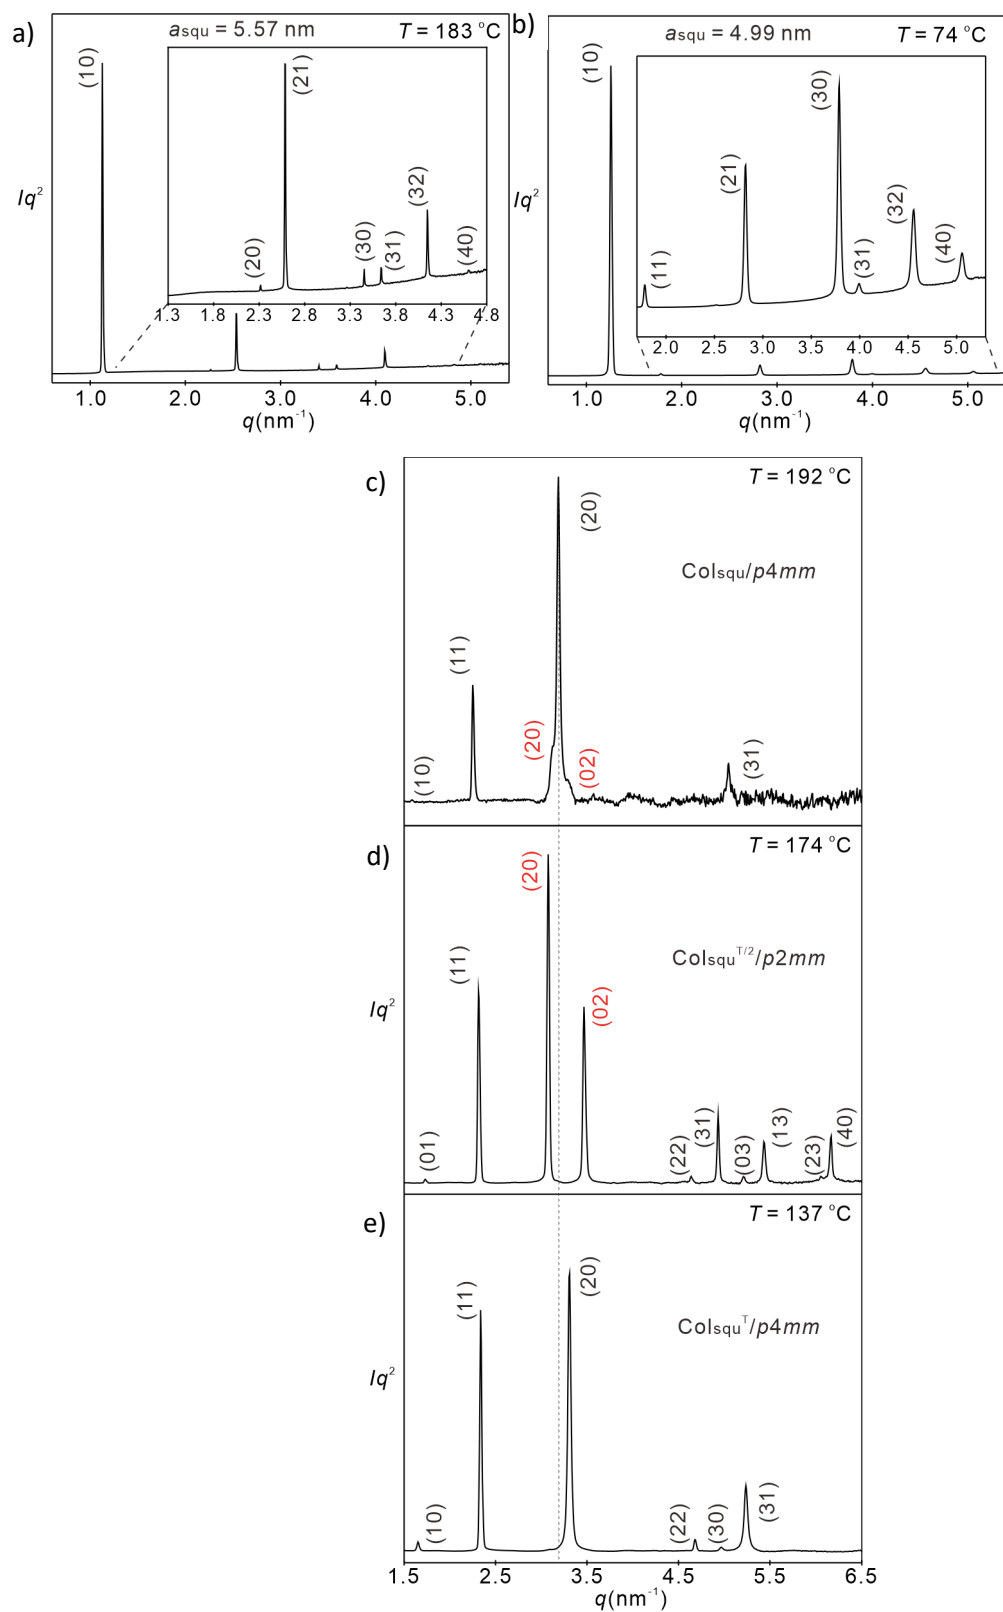 a)
a_squ = 5.57 nm
T = 183 °C
(10)
(21)
(20)
(30)
(31)
(32)
(40)
1.3 1.8 2.3 2.8 3.3 3.8 4.3 4.8
Iq²
1.0 2.0 3.0 4.0 5.0
q(nm⁻¹)
b)
a_squ = 4.99 nm
T = 74 °C
(10)
(11)
(21)
(30)
(31)
(32)
(40)
2.0 2.5 3.0 3.5 4.0 4.5 5.0
Iq²
1.0 2.0 3.0 4.0 5.0
q(nm⁻¹)
c)
T = 192 °C
Col_squ/p4mm
(10)
(11)
(20)
(20)
(02)
(31)
d)
T = 174 °C
Col_squ^T/2/p2mm
Iq²
(01)
(11)
(20)
(02)
(22)
(31)
(03)
(13)
(23)
(40)
e)
T = 137 °C
Col_squ^T/p4mm
Iq²
(10)
(11)
(20)
(22)
(30)
(31)
1.5 2.5 3.5 4.5 5.5 6.5
q(nm⁻¹)